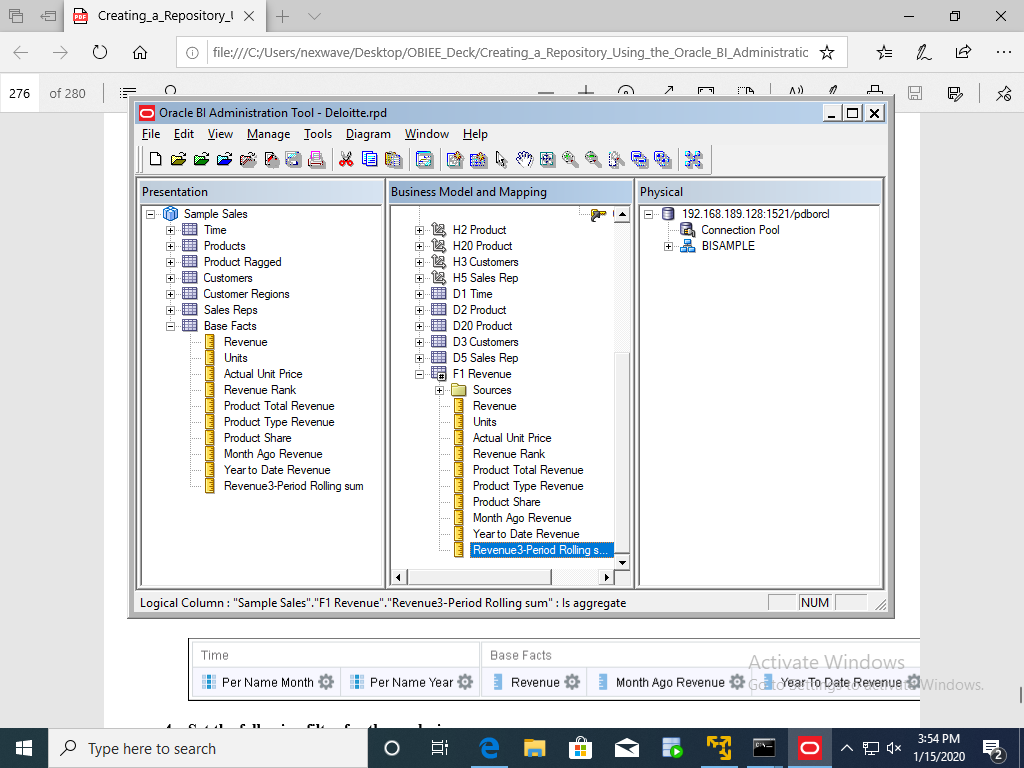 Creating_a_Repository_U
file:///C:/Users/nexwave/Desktop/OBIEE_Deck/Creating_a_Repository_Using_the_Oracle_BI_Administratic
276 of 280
Oracle BI Administration Tool - Deloitte.rpd
File Edit View Manage Tools Diagram Window Help
Presentation
Sample Sales
Time
Products
Product Ragged
Customers
Customer Regions
Sales Reps
Base Facts
Revenue
Units
Actual Unit Price
Revenue Rank
Product Total Revenue
Product Type Revenue
Product Share
Month Ago Revenue
Year to Date Revenue
Revenue3-Period Rolling sum
Business Model and Mapping
H2 Product
H20 Product
H3 Customers
H5 Sales Rep
D1 Time
D2 Product
D20 Product
D3 Customers
D5 Sales Rep
F1 Revenue
Sources
Revenue
Units
Actual Unit Price
Revenue Rank
Product Total Revenue
Product Type Revenue
Product Share
Month Ago Revenue
Year to Date Revenue
Revenue3-Period Rolling s...
Physical
192.168.189.128:1521/pdborcl
Connection Pool
BISAMPLE
Logical Column : "Sample Sales"."F1 Revenue"."Revenue3-Period Rolling sum" : Is aggregate
NUM
Time Base Facts
Per Name Month Per Name Year Revenue Month Ago Revenue Year To Date Revenue
Activate Windows
Go to Settings to activate Windows.
Type here to search
3:54 PM
1/15/2020
2